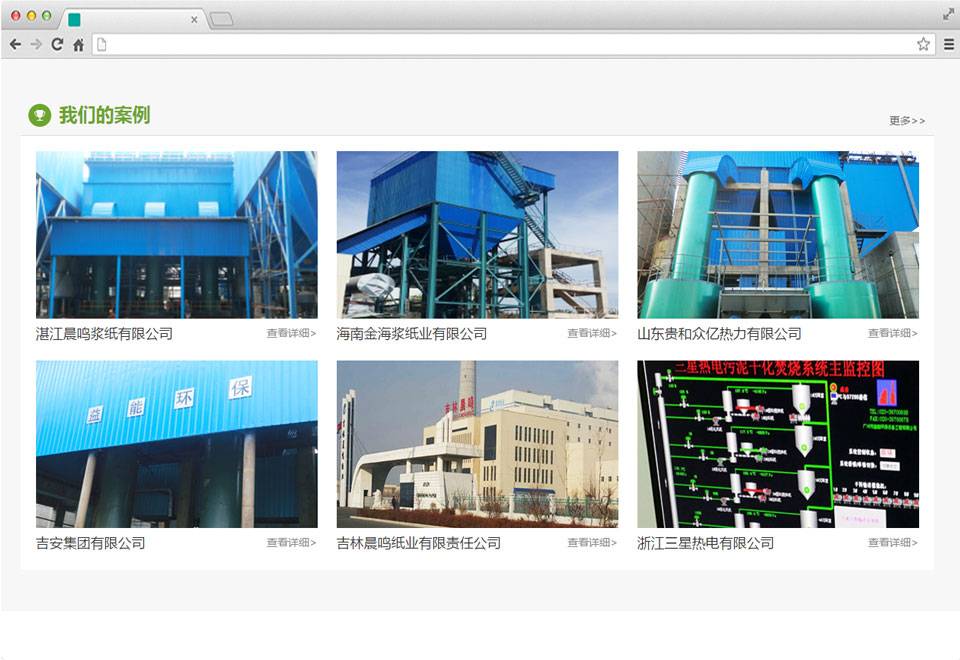 我们的案例
更多>>
湛江晨鸣浆纸有限公司
查看详细>
海南金海浆纸业有限公司
查看详细>
山东贵和众亿热力有限公司
查看详细>
益能环保
吉林晨鸣
三星热电污泥干化焚烧系统主监控图
吉安集团有限公司
查看详细>
吉林晨鸣纸业有限责任公司
查看详细>
浙江三星热电有限公司
查看详细>